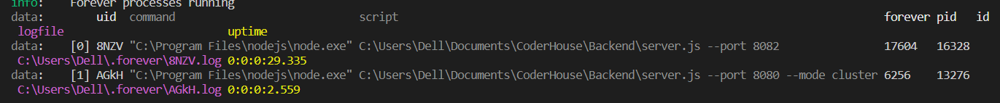 info:    Forever processes running
data:        uid  command                         script                                                                      forever pid   id
 logfile                         uptime
data:    [0] 8NZV "C:\Program Files\nodejs\node.exe" C:\Users\Dell\Documents\CoderHouse\Backend\server.js --port 8082                17604   16328
 C:\Users\Dell\.forever\8NZV.log 0:0:0:29.335
data:    [1] AGkH "C:\Program Files\nodejs\node.exe" C:\Users\Dell\Documents\CoderHouse\Backend\server.js --port 8080 --mode cluster 6256    13276
 C:\Users\Dell\.forever\AGkH.log 0:0:0:2.559